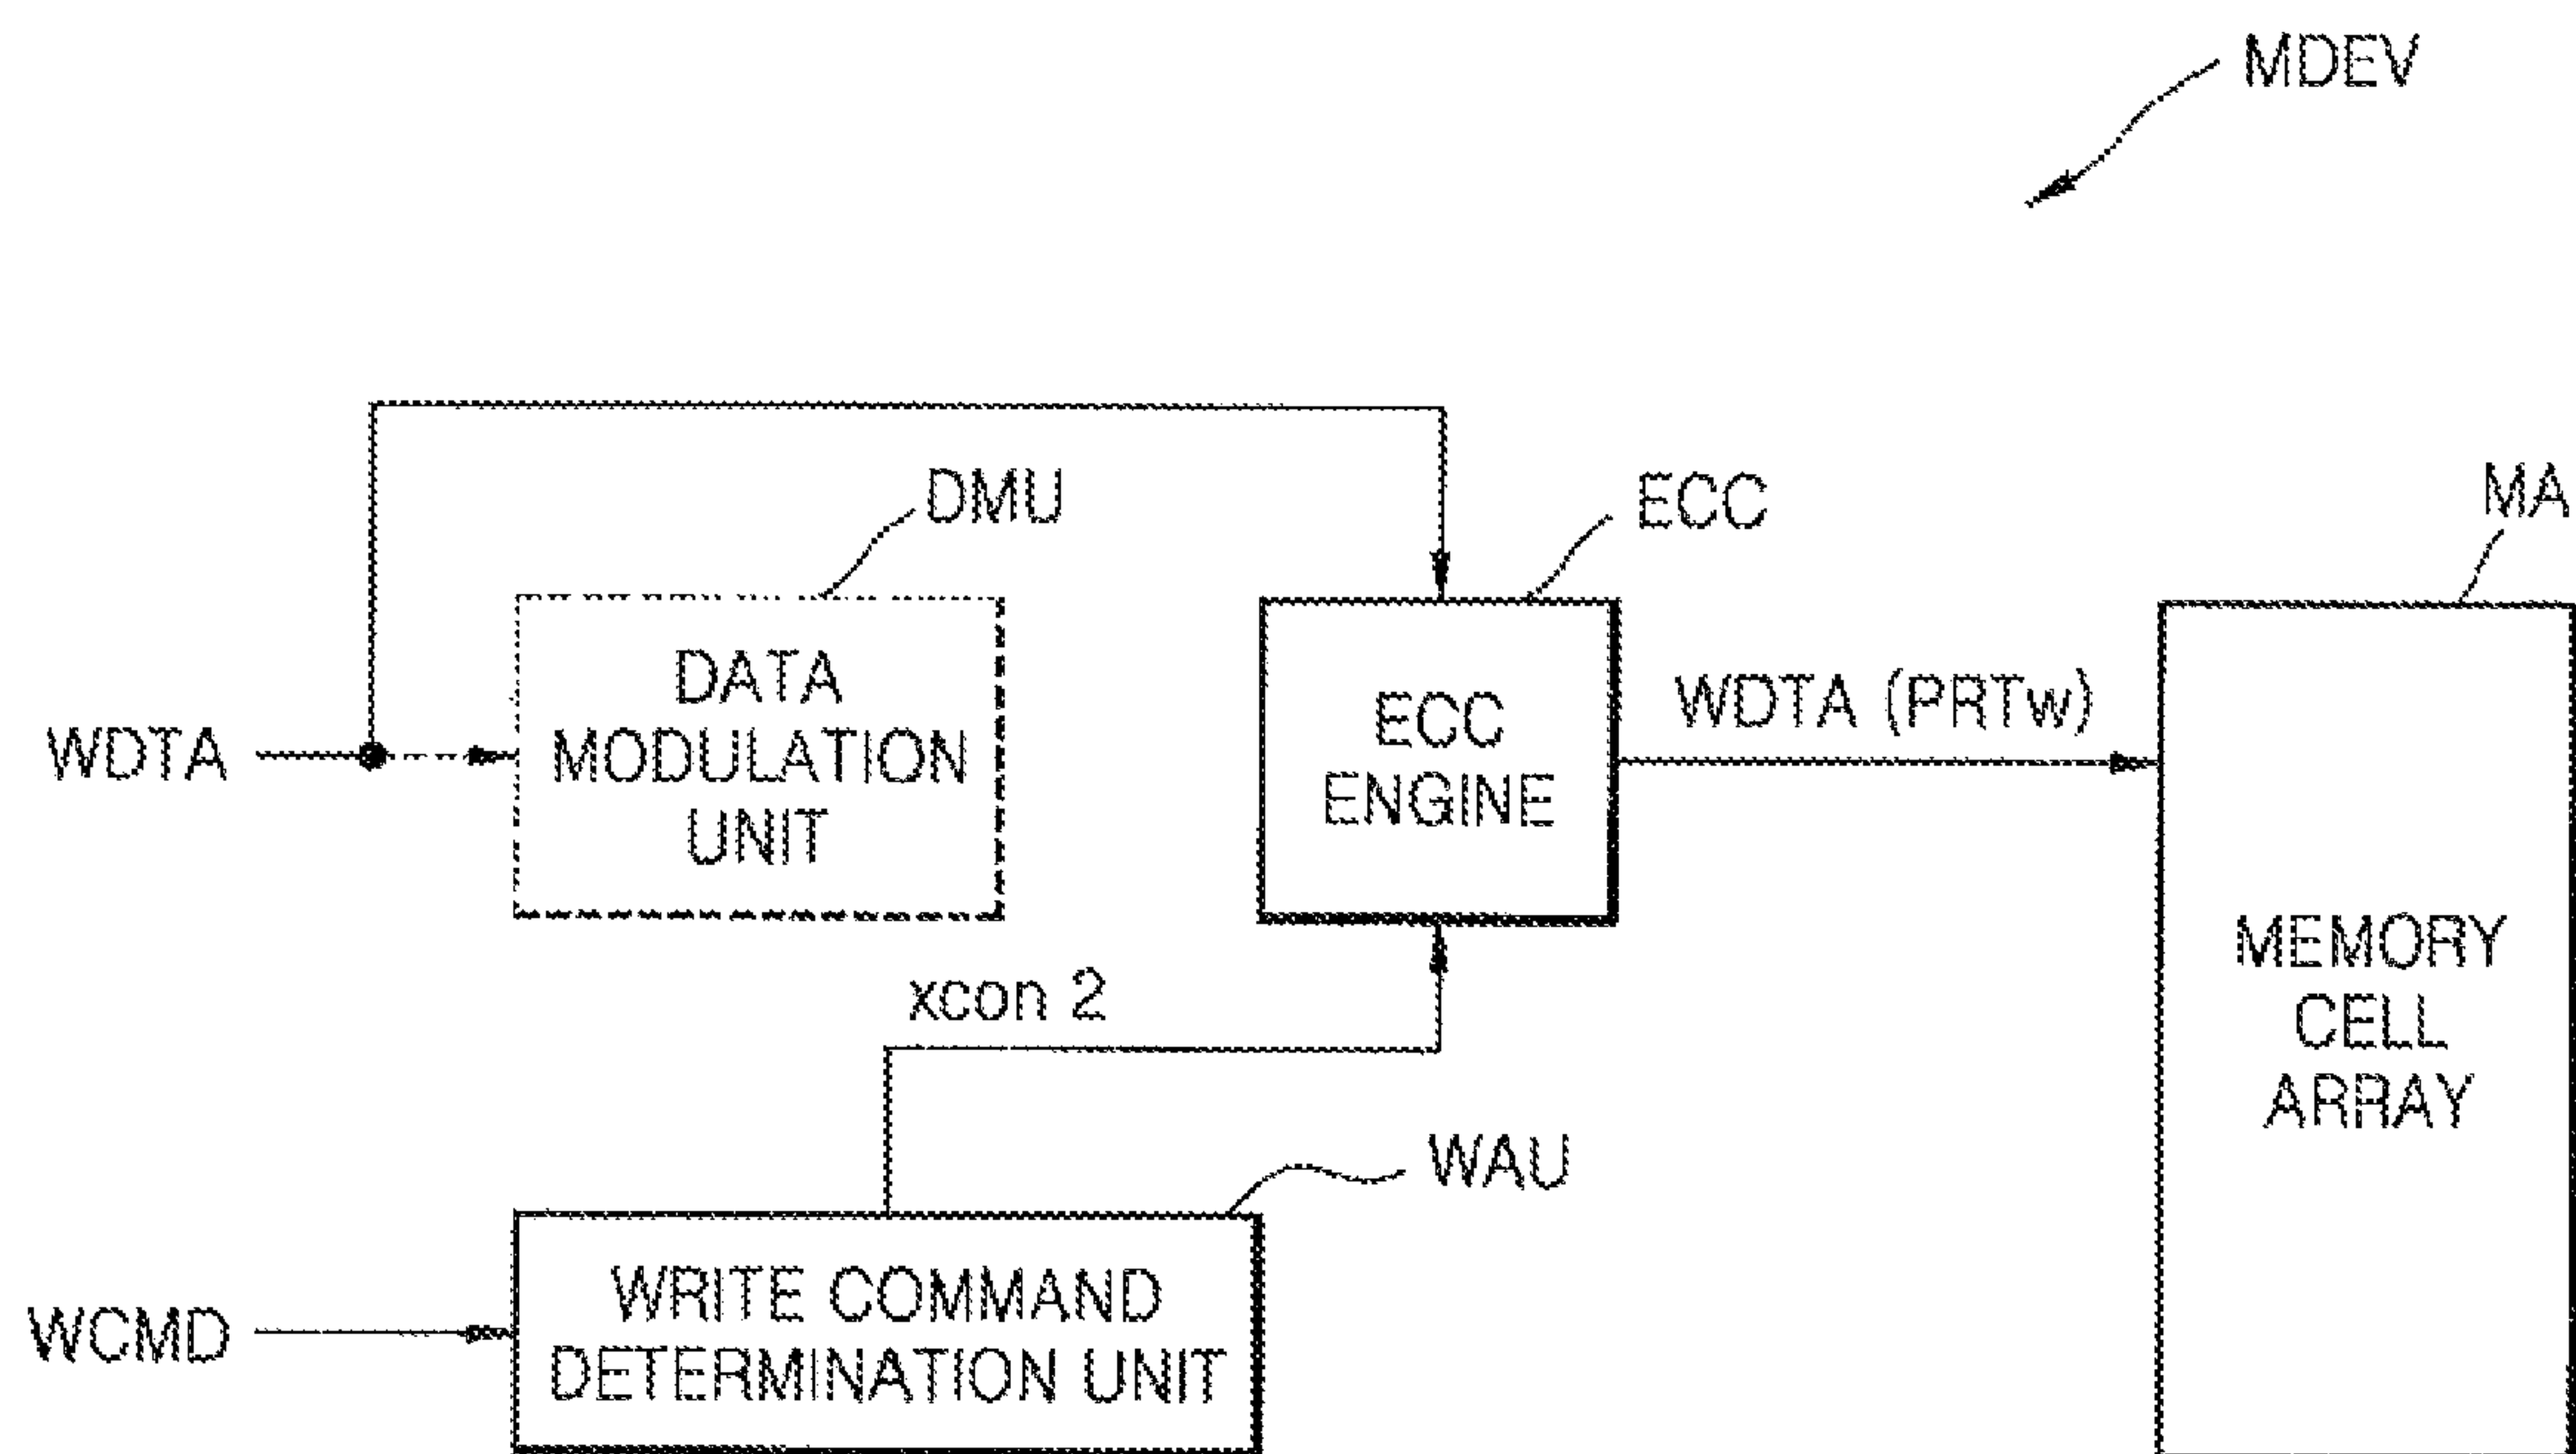 MDEV
DMU
ECC
MA
DATA
MODULATION
UNIT
WDTA
ECC
ENGINE
WDTA (PRTw)
MEMORY
CELL
ARRAY
xcon 2
WAU
WCMD
WRITE COMMAND
DETERMINATION UNIT